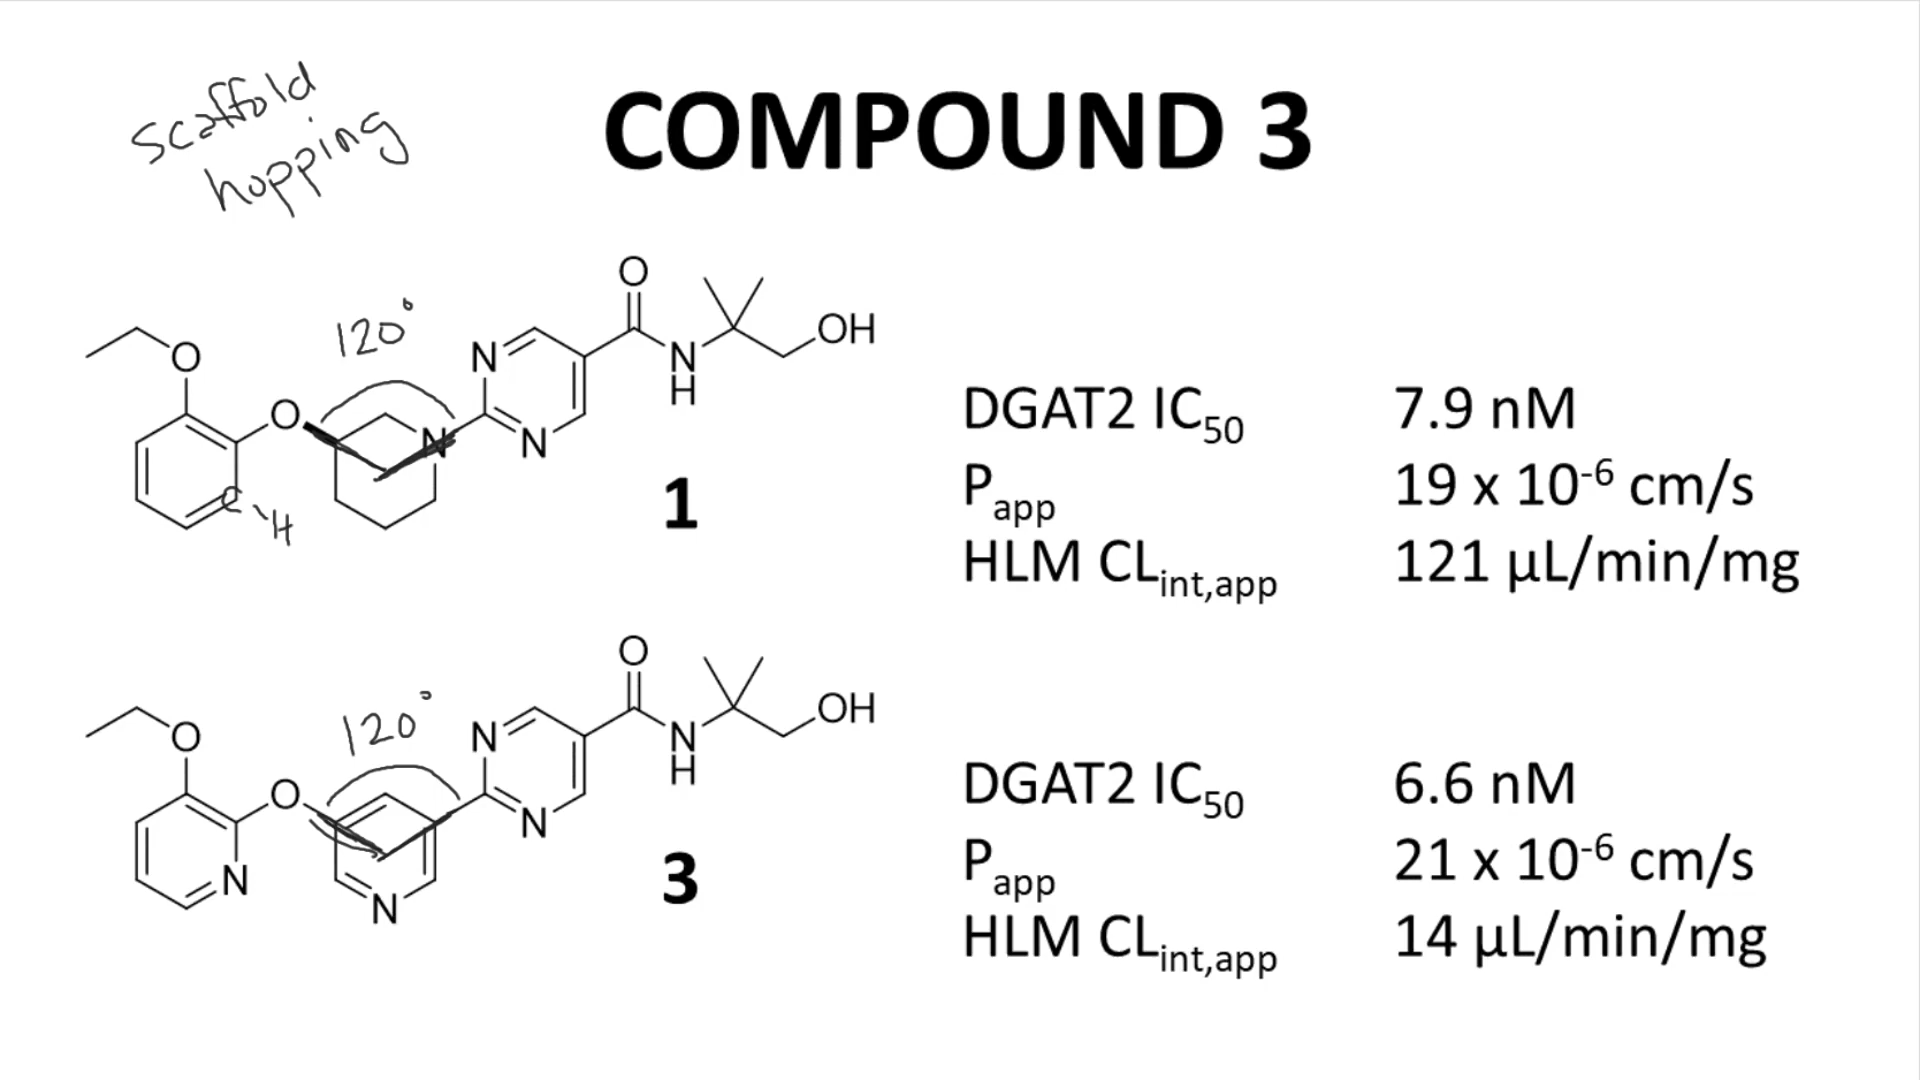 scaffold
hopping
COMPOUND 3
O
O
120°
O
N
N
N
N
H
OH
C
H
1
DGAT2 IC50 7.9 nM
Papp 19 x 10-6 cm/s
HLM CLint,app 121 µL/min/mg
O
O
120°
O
N
N
N
N
N
H
OH
3
DGAT2 IC50 6.6 nM
Papp 21 x 10-6 cm/s
HLM CLint,app 14 µL/min/mg